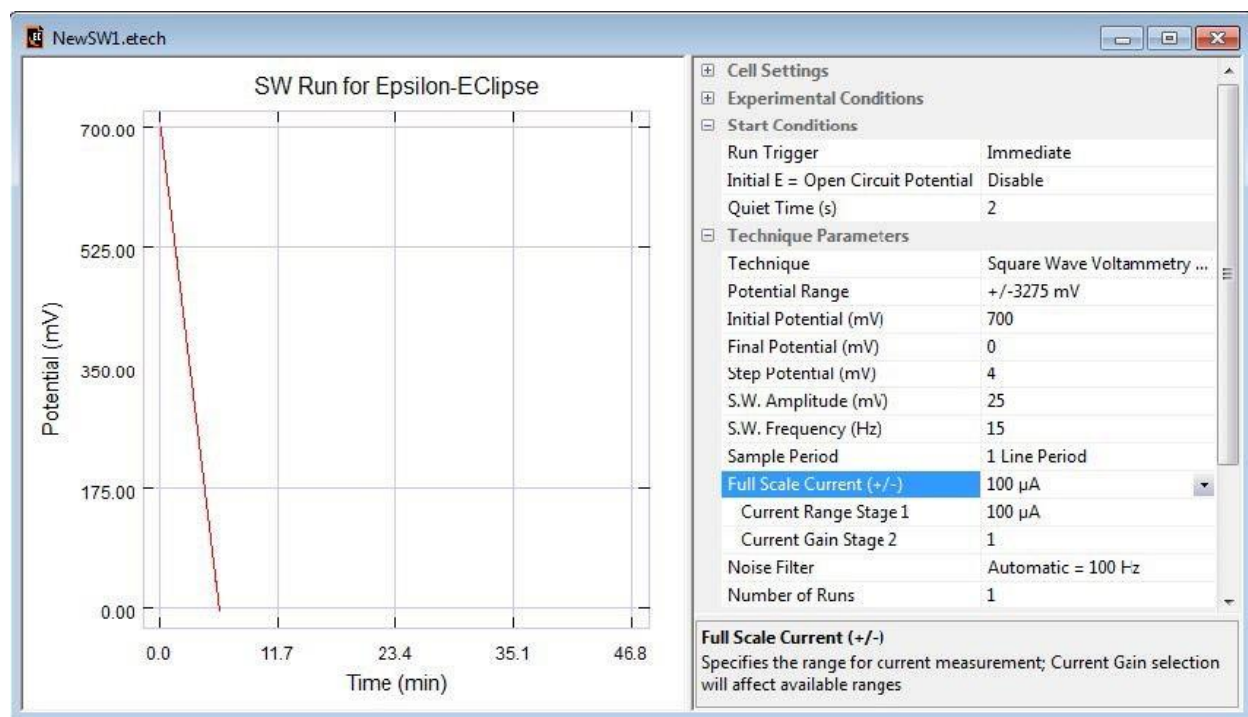 NewSW1.etech
SW Run for Epsilon-EClipse
700.00
525.00
350.00
175.00
0.00
Potential (mV)
0.0 11.7 23.4 35.1 46.8
Time (min)
Cell Settings
Experimental Conditions
Start Conditions
Run Trigger Immediate
Initial E = Open Circuit Potential Disable
Quiet Time (s) 2
Technique Parameters
Technique Square Wave Voltammetry ...
Potential Range +/-3275 mV
Initial Potential (mV) 700
Final Potential (mV) 0
Step Potential (mV) 4
S.W. Amplitude (mV) 25
S.W. Frequency (Hz) 15
Sample Period 1 Line Period
Full Scale Current (+/-) 100 µA
Current Range Stage 1 100 µA
Current Gain Stage 2 1
Noise Filter Automatic = 100 Hz
Number of Runs 1
Full Scale Current (+/-)
Specifies the range for current measurement; Current Gain selection
will affect available ranges